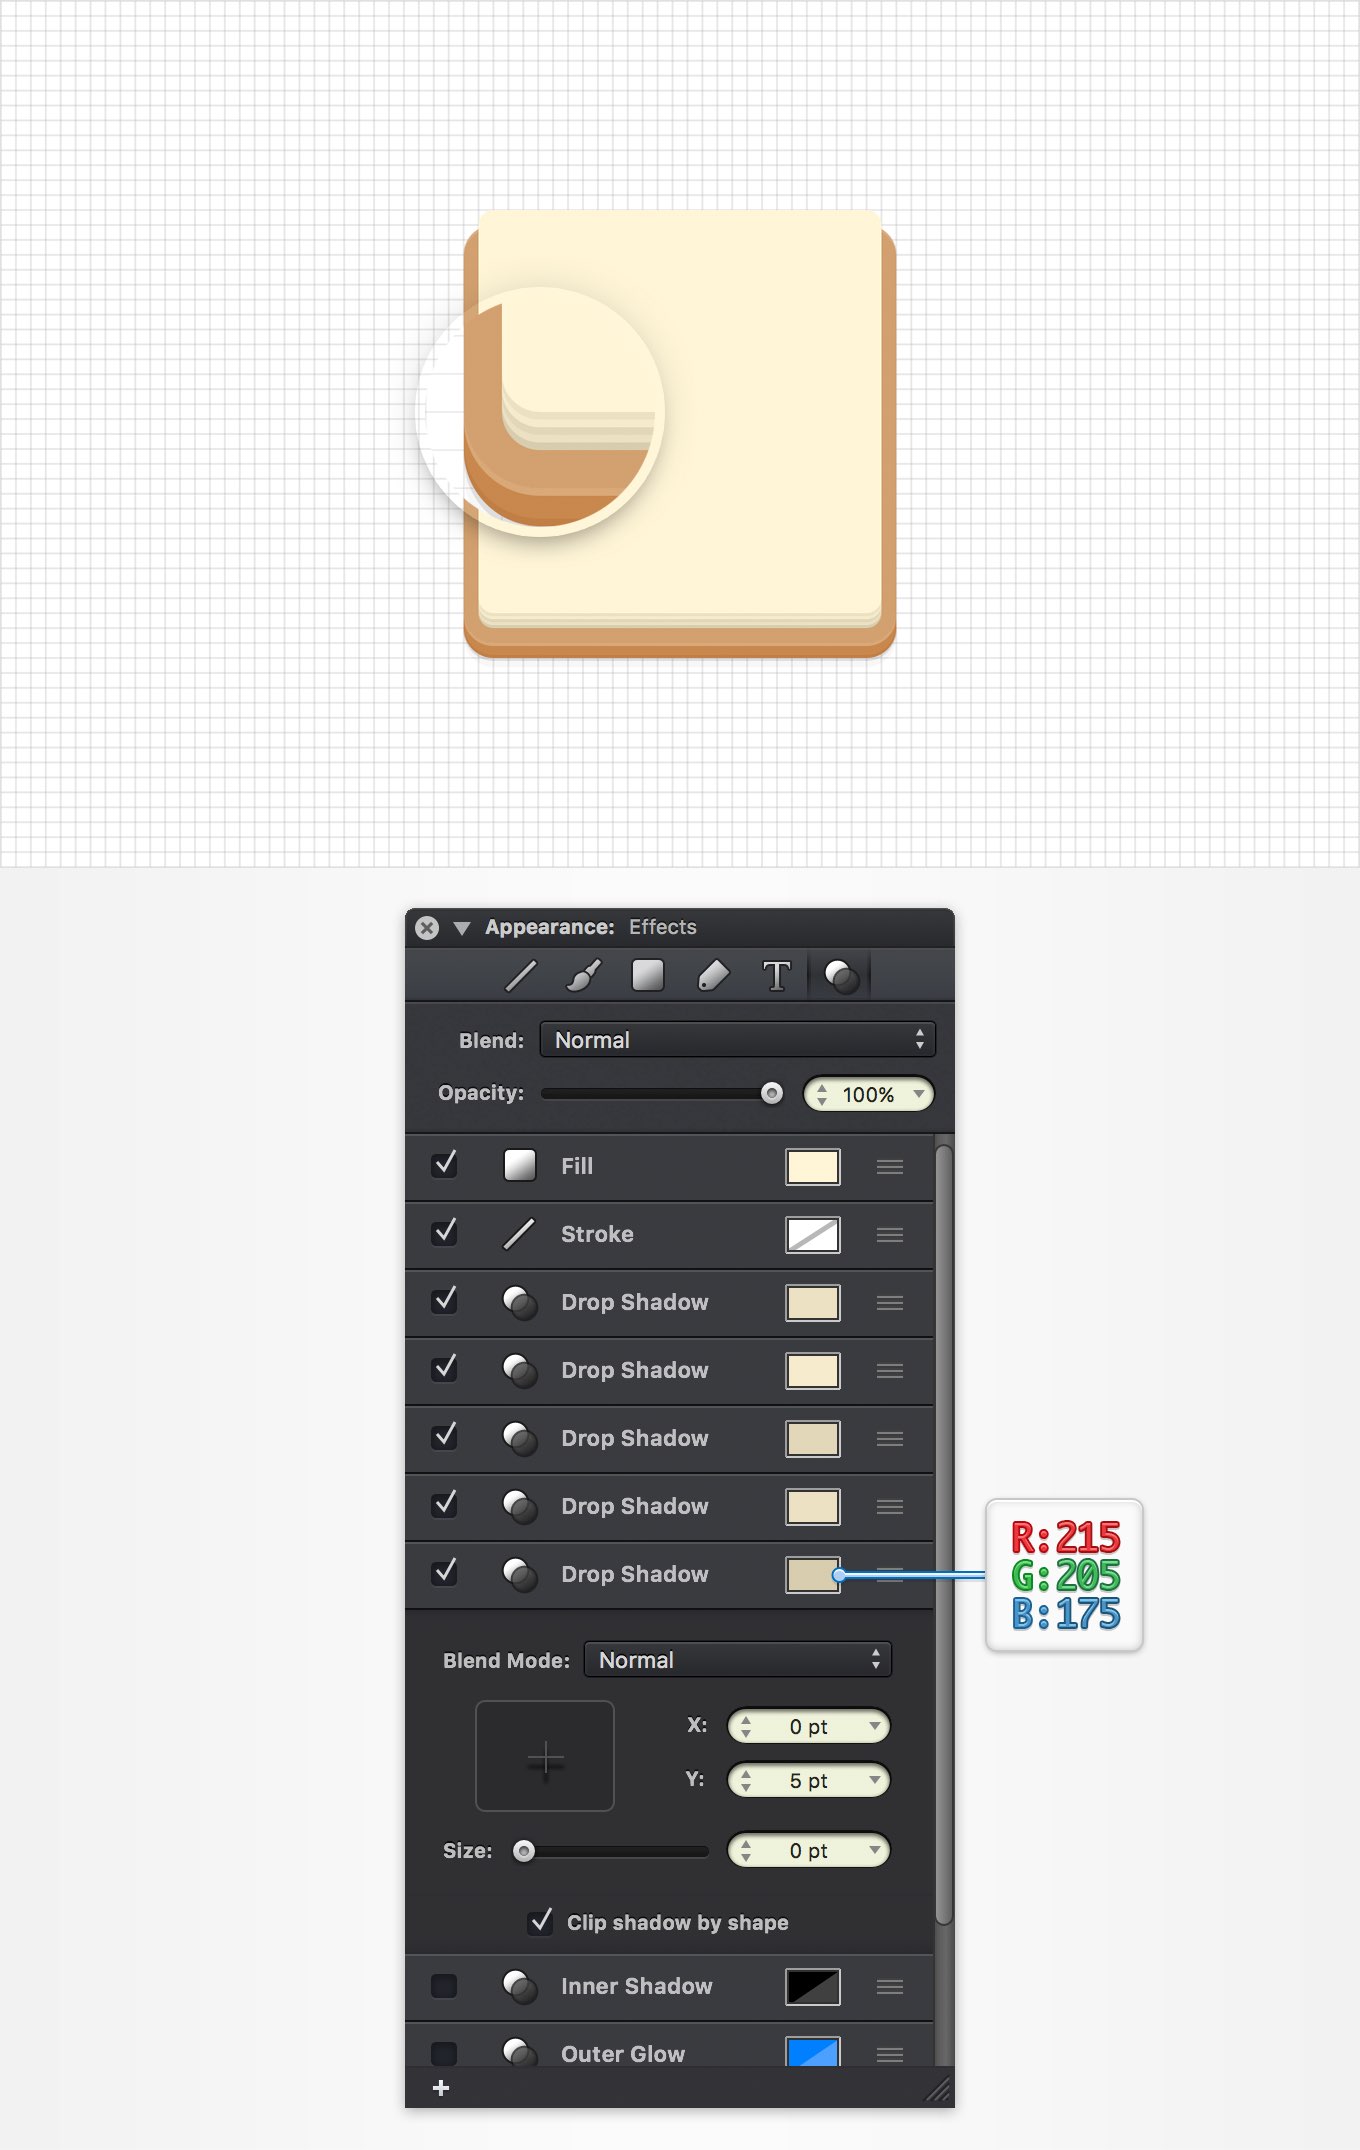 Appearance: Effects
T
Blend: Normal
Opacity: 100%
Fill
Stroke
Drop Shadow
Drop Shadow
Drop Shadow
Drop Shadow
Drop Shadow
R:215
G:205
B:175
Blend Mode: Normal
X: 0 pt
Y: 5 pt
Size: 0 pt
Clip shadow by shape
Inner Shadow
Outer Glow